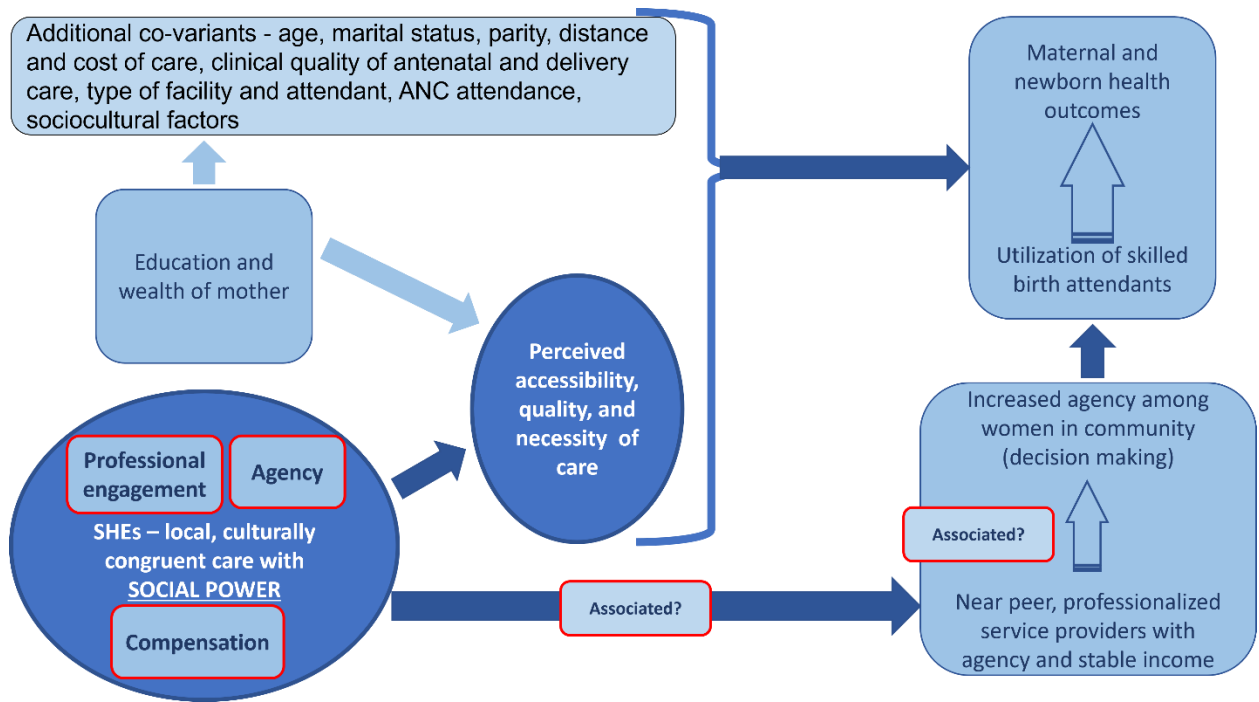 Additional co-variants - age, marital status, parity, distance
and cost of care, clinical quality of antenatal and delivery
care, type of facility and attendant, ANC attendance,
sociocultural factors
Education and
wealth of mother
Perceived
accessibility,
quality, and
necessity of
care
Professional
engagement
Agency
SHEs – local, culturally
congruent care with
SOCIAL POWER
Compensation
Associated?
Maternal and
newborn health
outcomes
Utilization of skilled
birth attendants
Increased agency among
women in community
(decision making)
Associated?
Near peer, professionalized
service providers with
agency and stable income